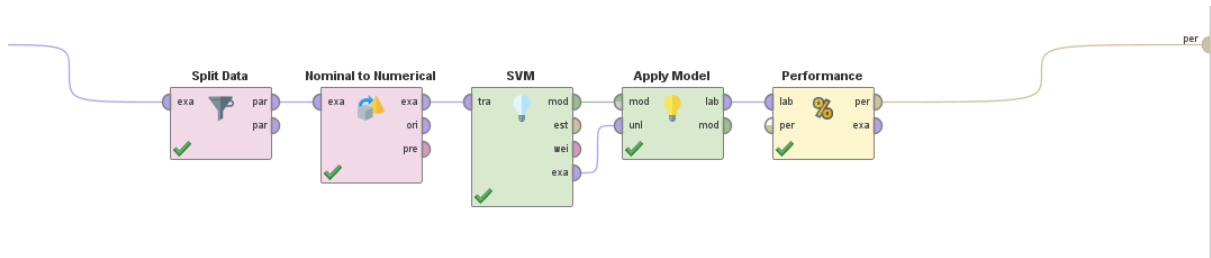 per
Split Data
exa
par
par
Nominal to Numerical
exa
exa
ori
pre
SVM
tra
mod
est
wei
exa
Apply Model
mod
unl
lab
mod
Performance
%
lab
per
per
exa